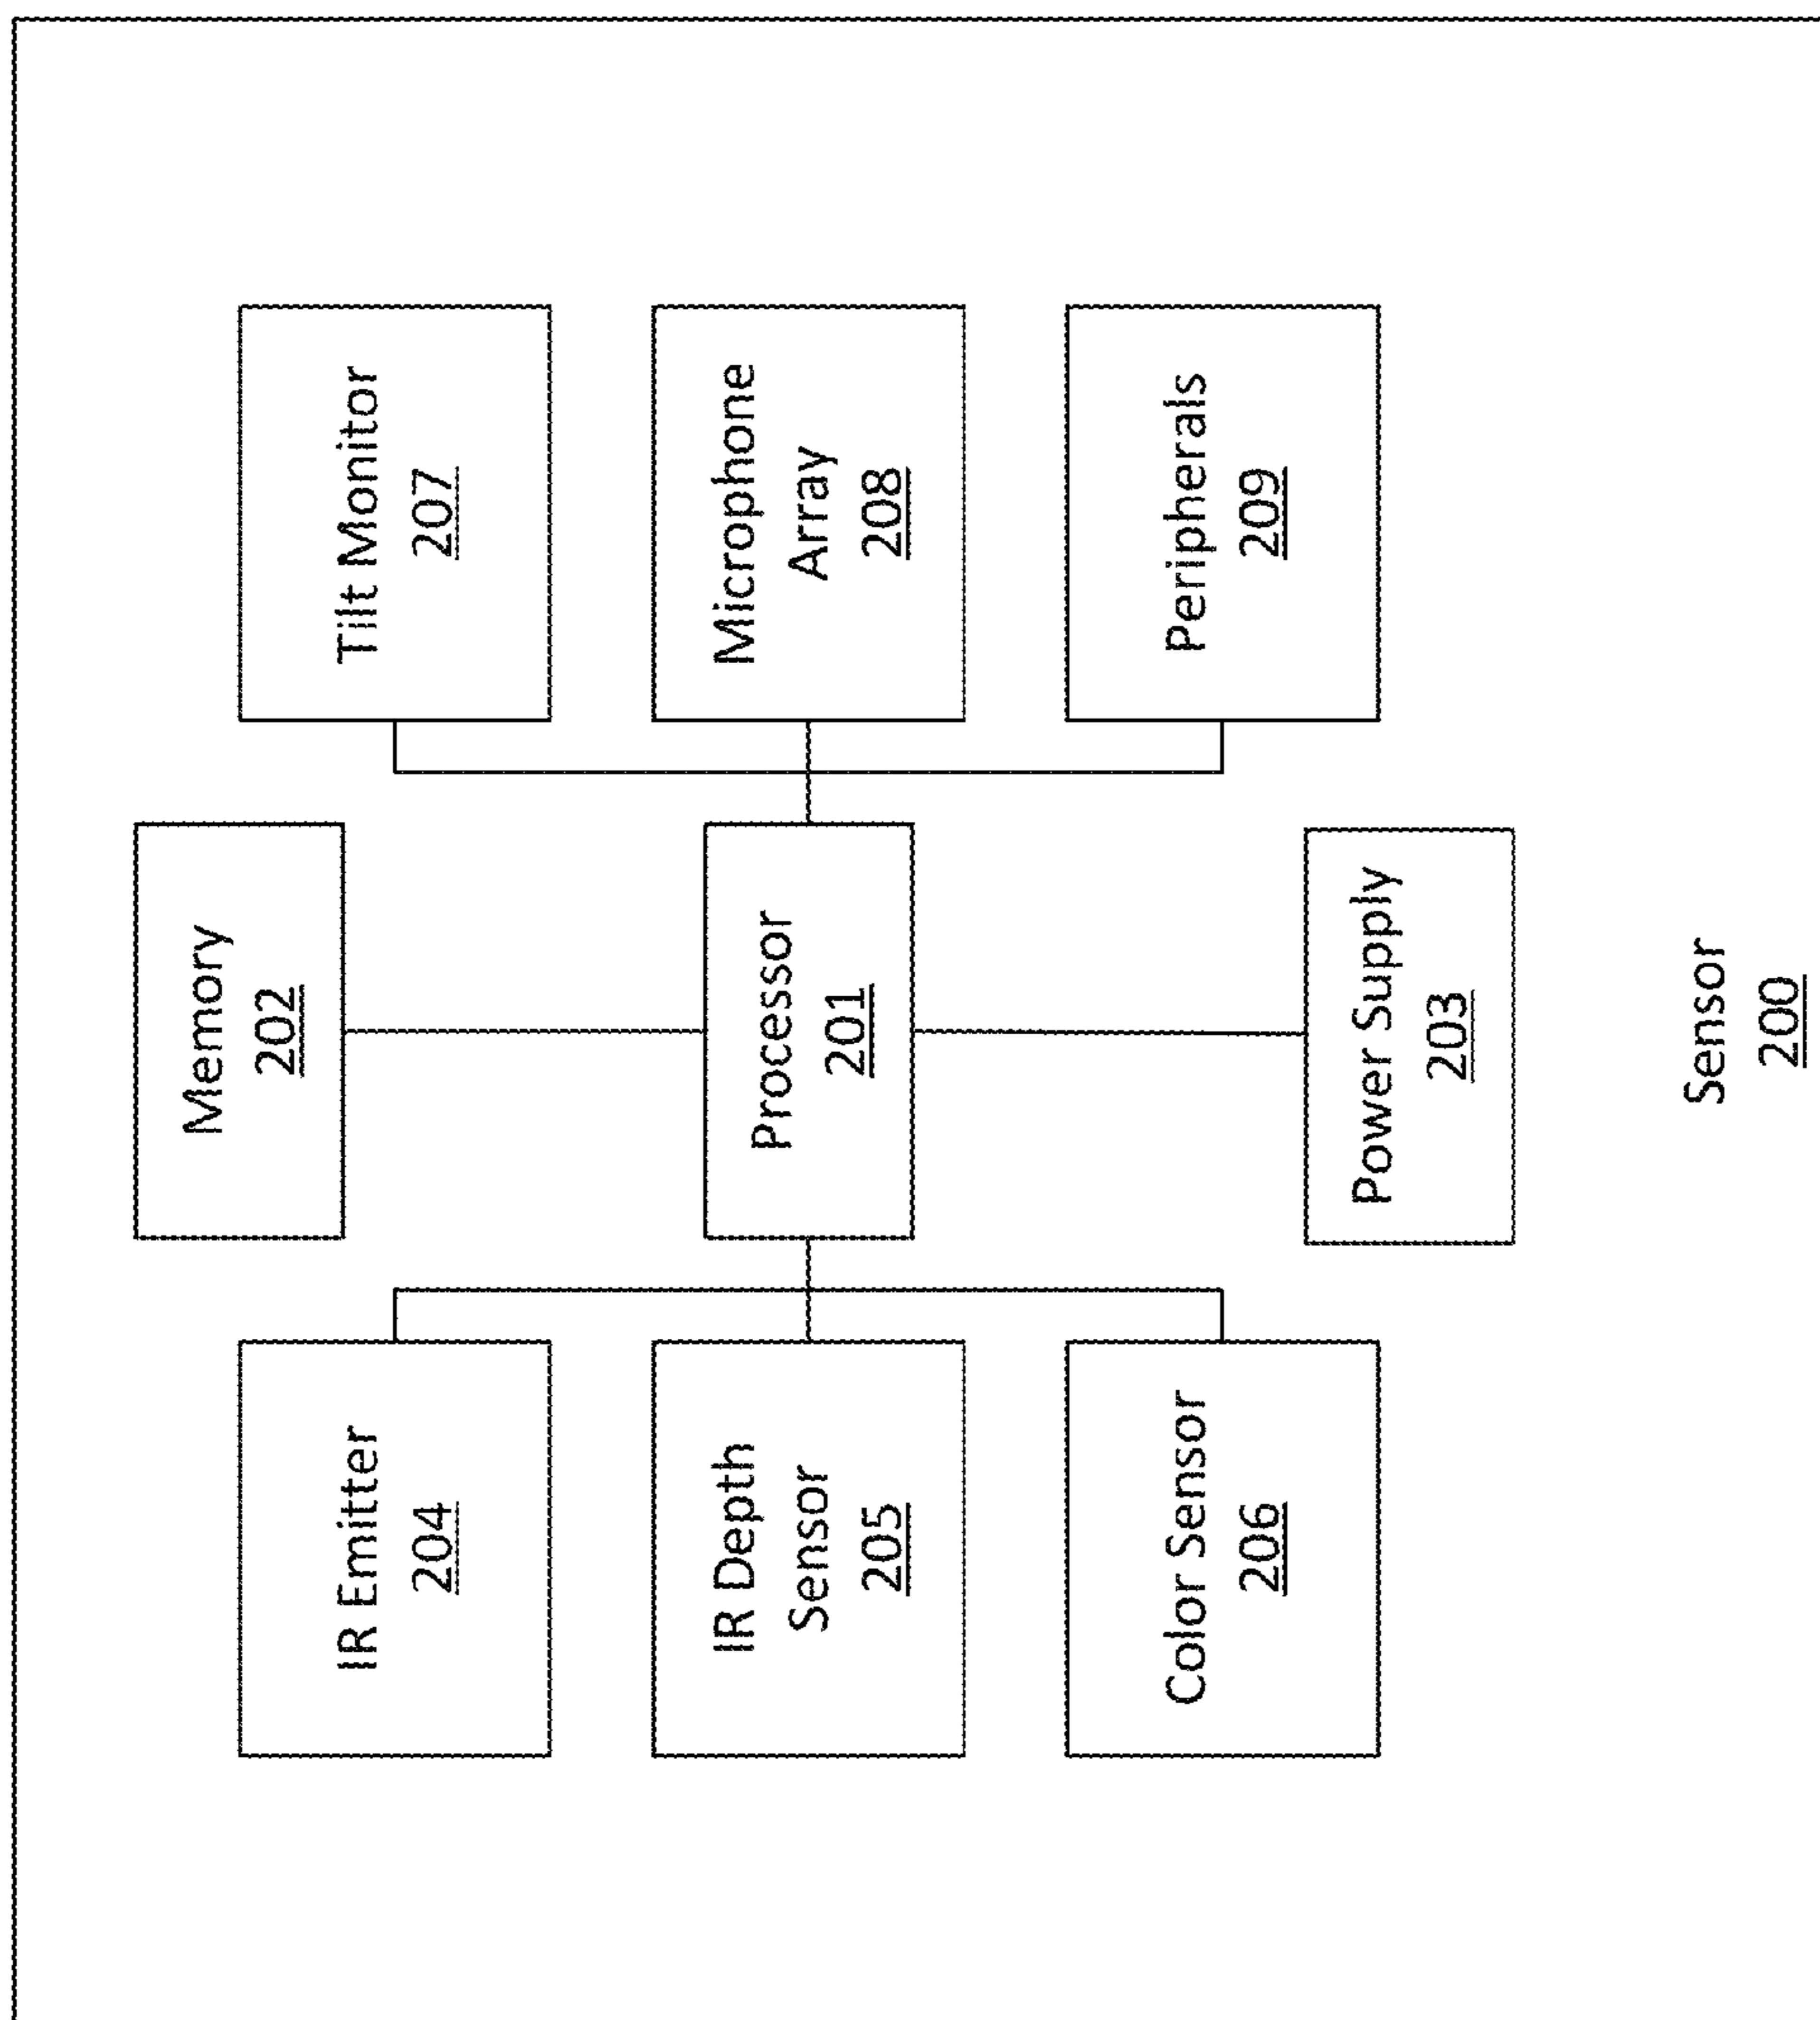 Memory
202
IR Emitter
204
Tilt Monitor
207
IR Depth
Sensor
205
Processor
201
Microphone
Array
208
Color Sensor
206
Peripherals
209
Power Supply
203
Sensor
200